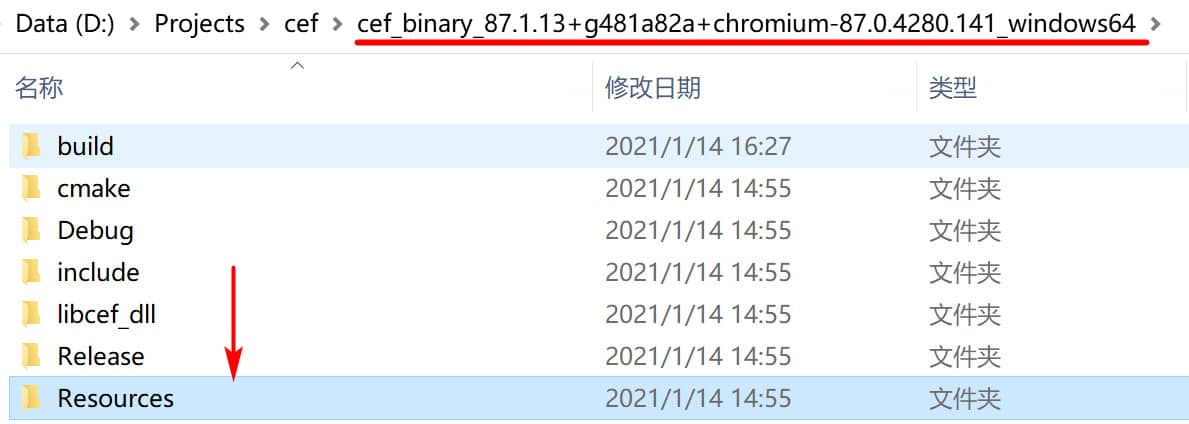 Data (D:) > Projects > cef > cef_binary_87.1.13+g481a82a+chromium-87.0.4280.141_windows64 >
名称 修改日期 类型
build 2021/1/14 16:27 文件夹
cmake 2021/1/14 14:55 文件夹
Debug 2021/1/14 14:55 文件夹
include 2021/1/14 14:55 文件夹
libcef_dll 2021/1/14 14:55 文件夹
Release 2021/1/14 14:55 文件夹
Resources 2021/1/14 14:55 文件夹